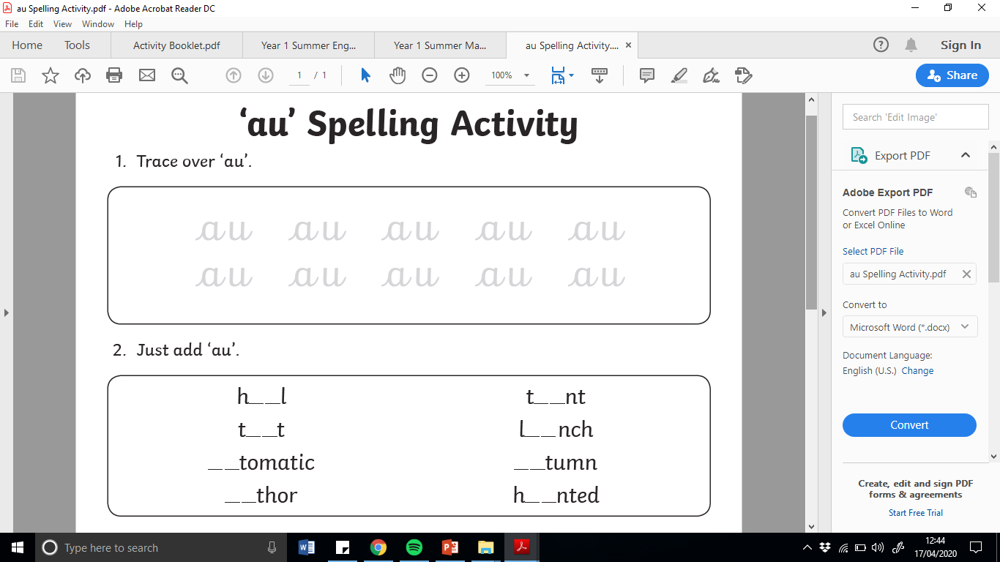 au Spelling Activity.pdf - Adobe Acrobat Reader DC
File Edit View Window Help
Home Tools Activity Booklet.pdf Year 1 Summer Eng... Year 1 Summer Ma... au Spelling Activity.... × Sign In
1 / 1 100% Share
‘au’ Spelling Activity
1. Trace over ‘au’.
au au au au au
au au au au au
2. Just add ‘au’.
h__l t__nt
t__t l__nch
__tomatic __tumn
__thor h__nted
Search 'Edit Image'
Export PDF
Adobe Export PDF
Convert PDF Files to Word
or Excel Online
Select PDF File
au Spelling Activity.pdf
Convert to
Microsoft Word (*.docx)
Document Language:
English (U.S.) Change
Convert
Create, edit and sign PDF
forms & agreements
Start Free Trial
Type here to search
12:44
17/04/2020